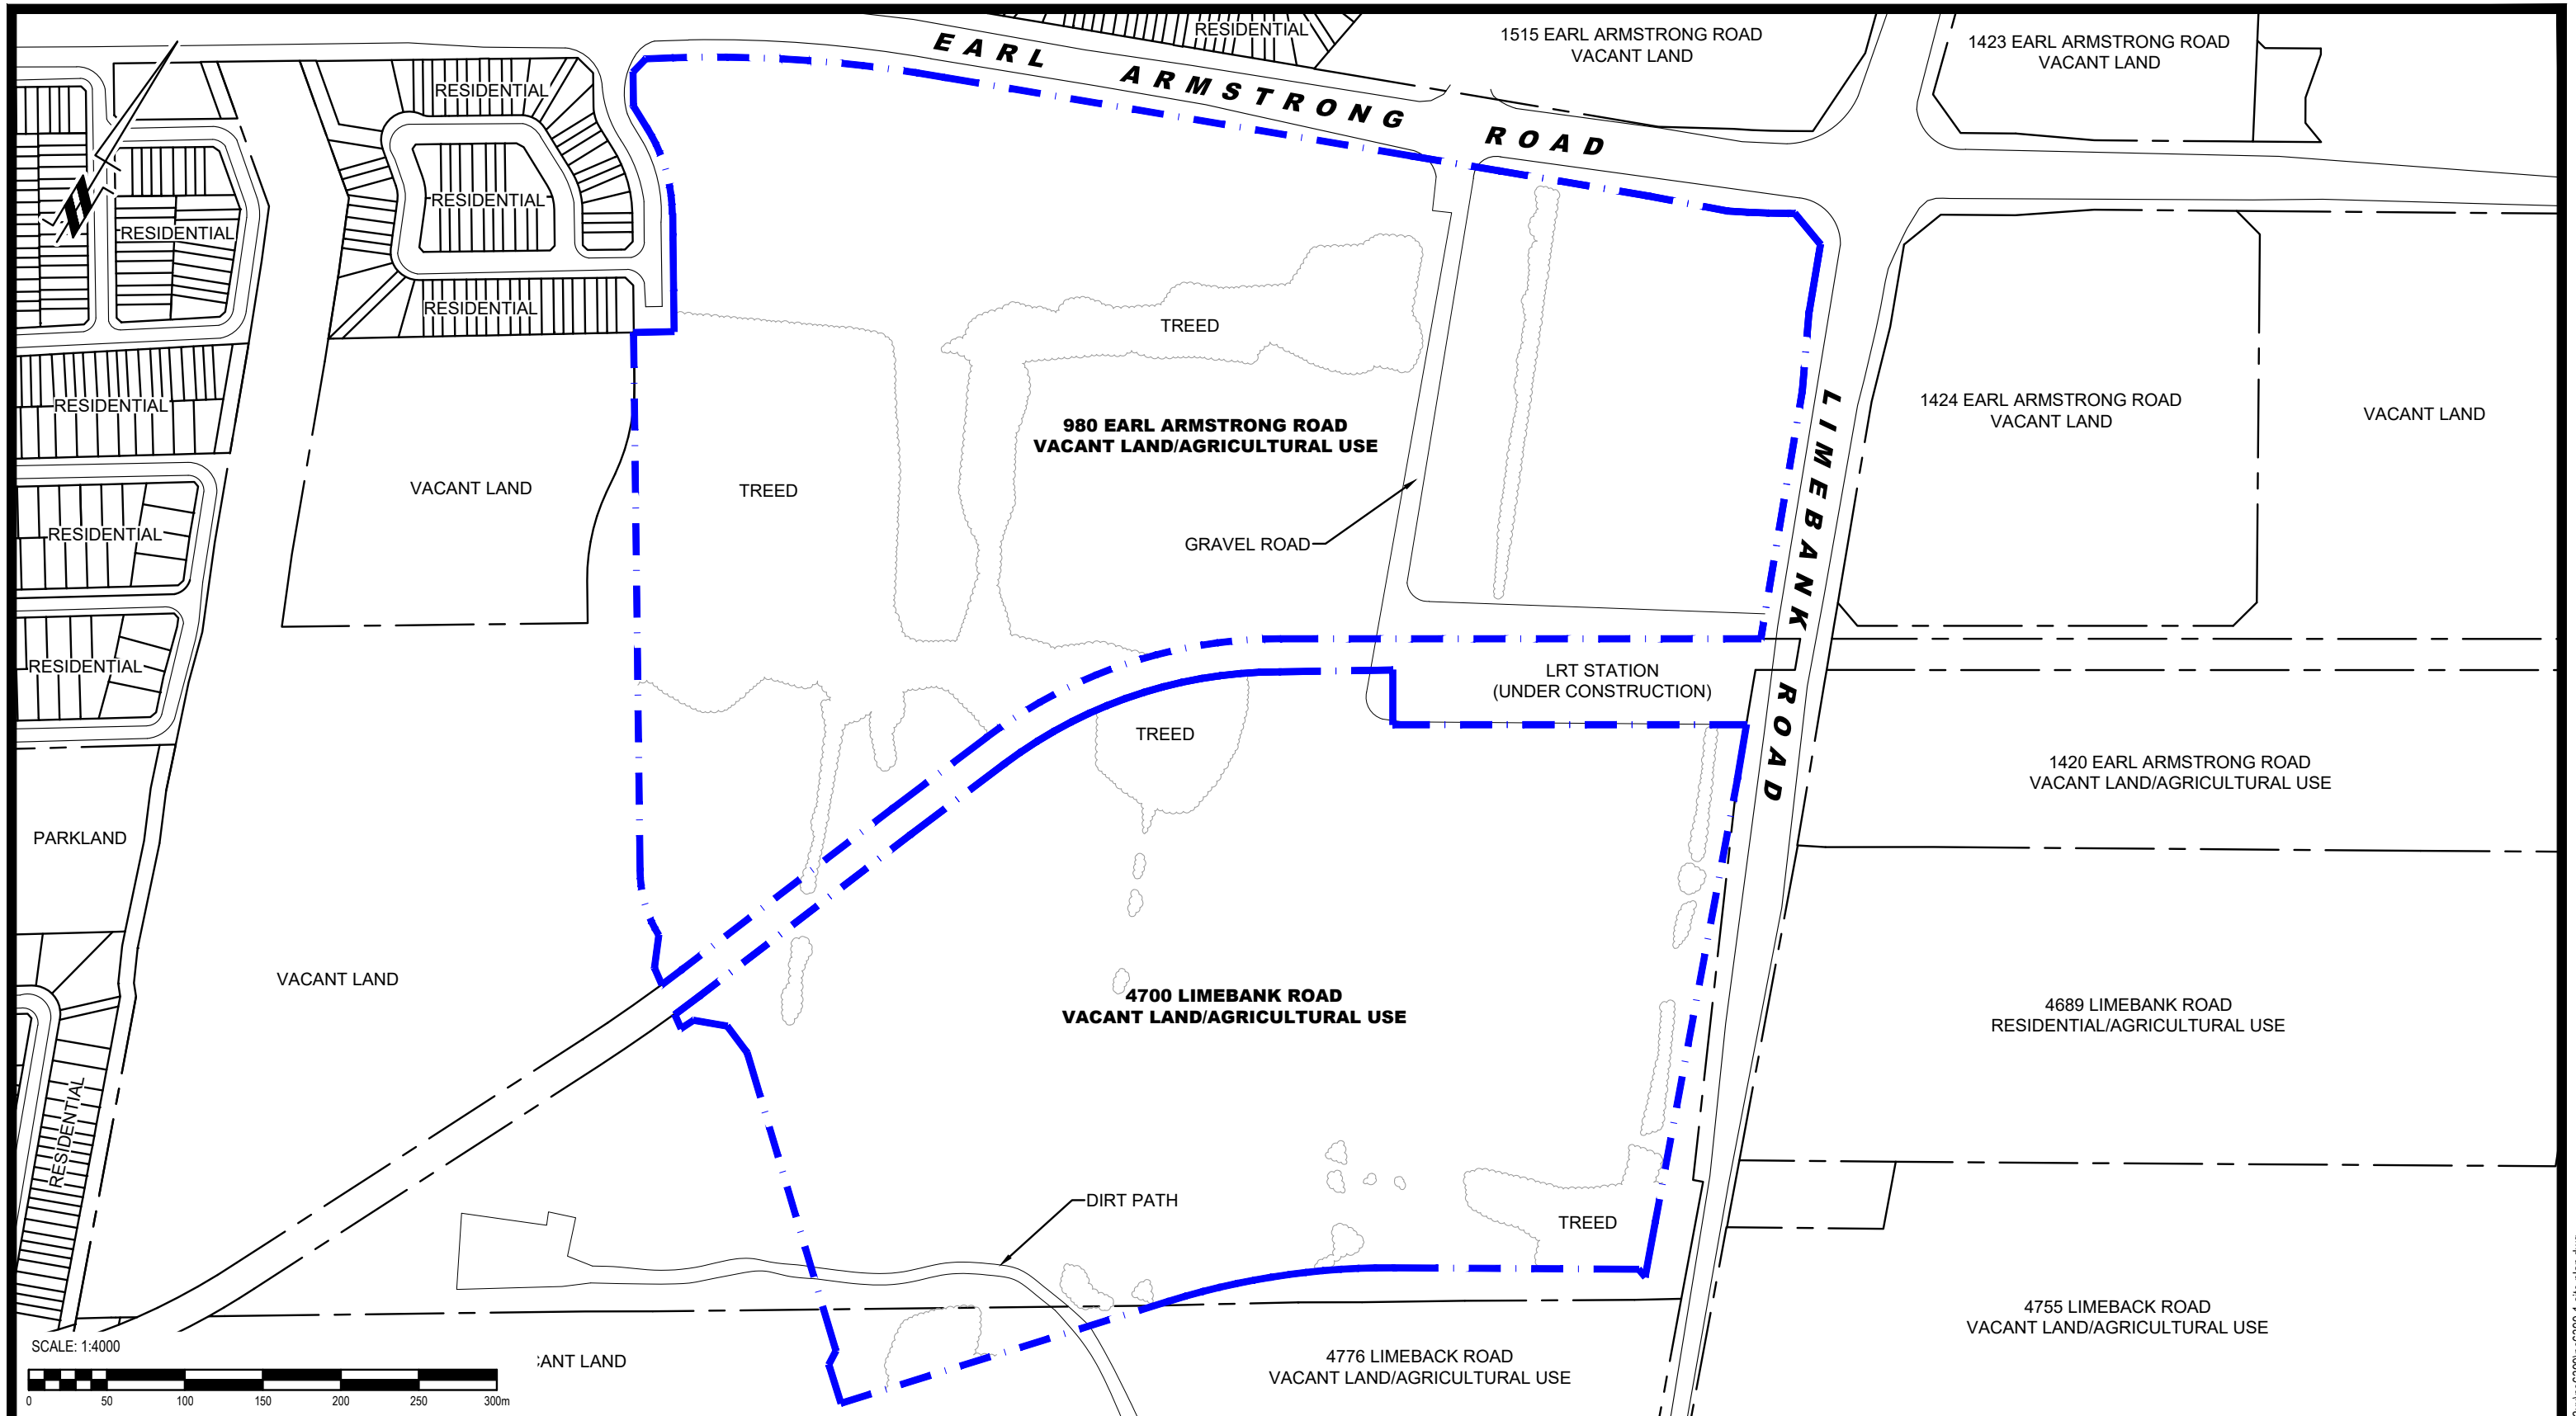 RESIDENTIAL
1515 EARL ARMSTRONG ROAD
VACANT LAND
1423 EARL ARMSTRONG ROAD
VACANT LAND
EARL ARMSTRONG ROAD
RESIDENTIAL
RESIDENTIAL
RESIDENTIAL
RESIDENTIAL
TREED
RESIDENTIAL
980 EARL ARMSTRONG ROAD
VACANT LAND/AGRICULTURAL USE
1424 EARL ARMSTRONG ROAD
VACANT LAND
VACANT LAND
LIMEBANK ROAD
VACANT LAND
TREED
RESIDENTIAL
GRAVEL ROAD
RESIDENTIAL
LRT STATION
(UNDER CONSTRUCTION)
TREED
1420 EARL ARMSTRONG ROAD
VACANT LAND/AGRICULTURAL USE
PARKLAND
VACANT LAND
4700 LIMEBANK ROAD
VACANT LAND/AGRICULTURAL USE
4689 LIMEBANK ROAD
RESIDENTIAL/AGRICULTURAL USE
RESIDENTIAL
DIRT PATH
TREED
4755 LIMEBACK ROAD
VACANT LAND/AGRICULTURAL USE
SCALE: 1:4000
CANT LAND
4776 LIMEBACK ROAD
VACANT LAND/AGRICULTURAL USE
0 50 100 150 200 250 300m